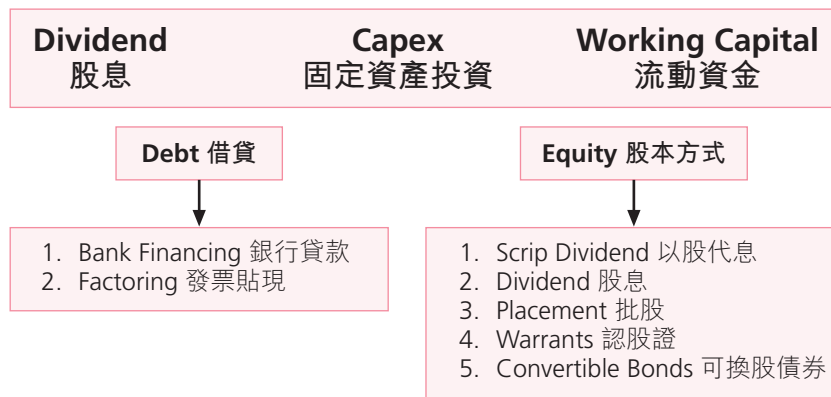 Dividend Capex Working Capital
股息 固定資產投資 流動資金
Debt 借貸
Equity 股本方式
1. Bank Financing 銀行貸款
2. Factoring 發票貼現
1. Scrip Dividend 以股代息
2. Dividend 股息
3. Placement 批股
4. Warrants 認股證
5. Convertible Bonds 可換股債券